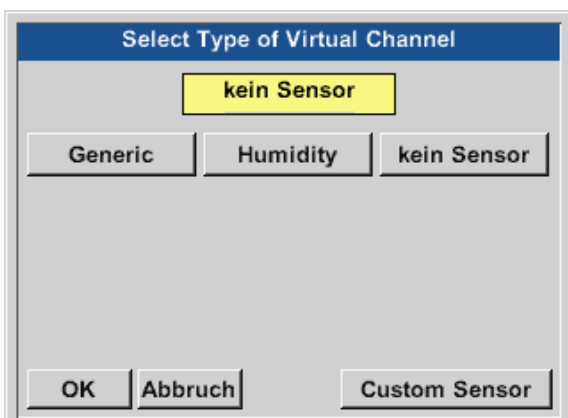 Select Type of Virtual Channel
kein Sensor
Generic Humidity kein Sensor
OK Abbruch Custom Sensor